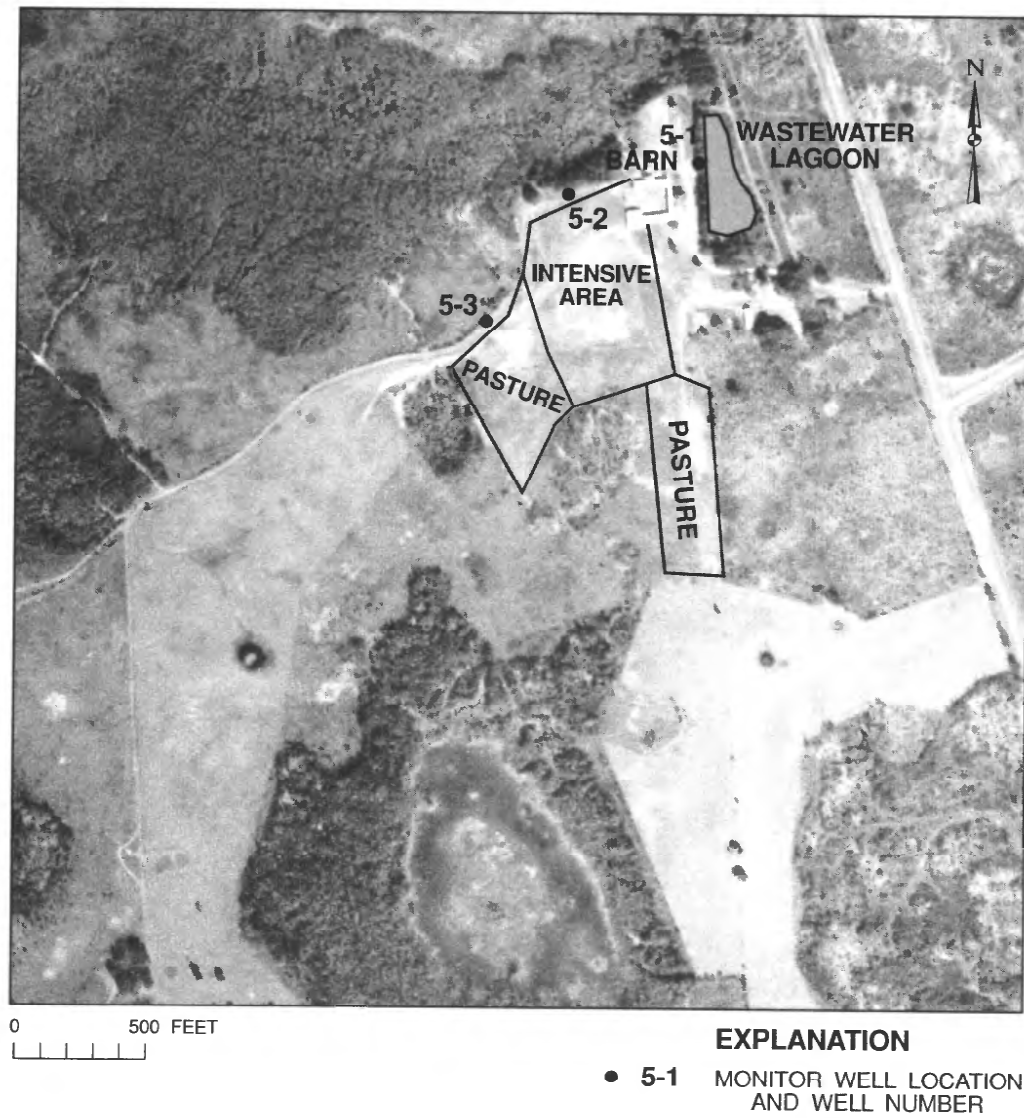 N
5-1
WASTEWATER
LAGOON
BARN
5-2
INTENSIVE
AREA
5-3
PASTURE
PASTURE
0 500 FEET
EXPLANATION
5-1 MONITOR WELL LOCATION
AND WELL NUMBER